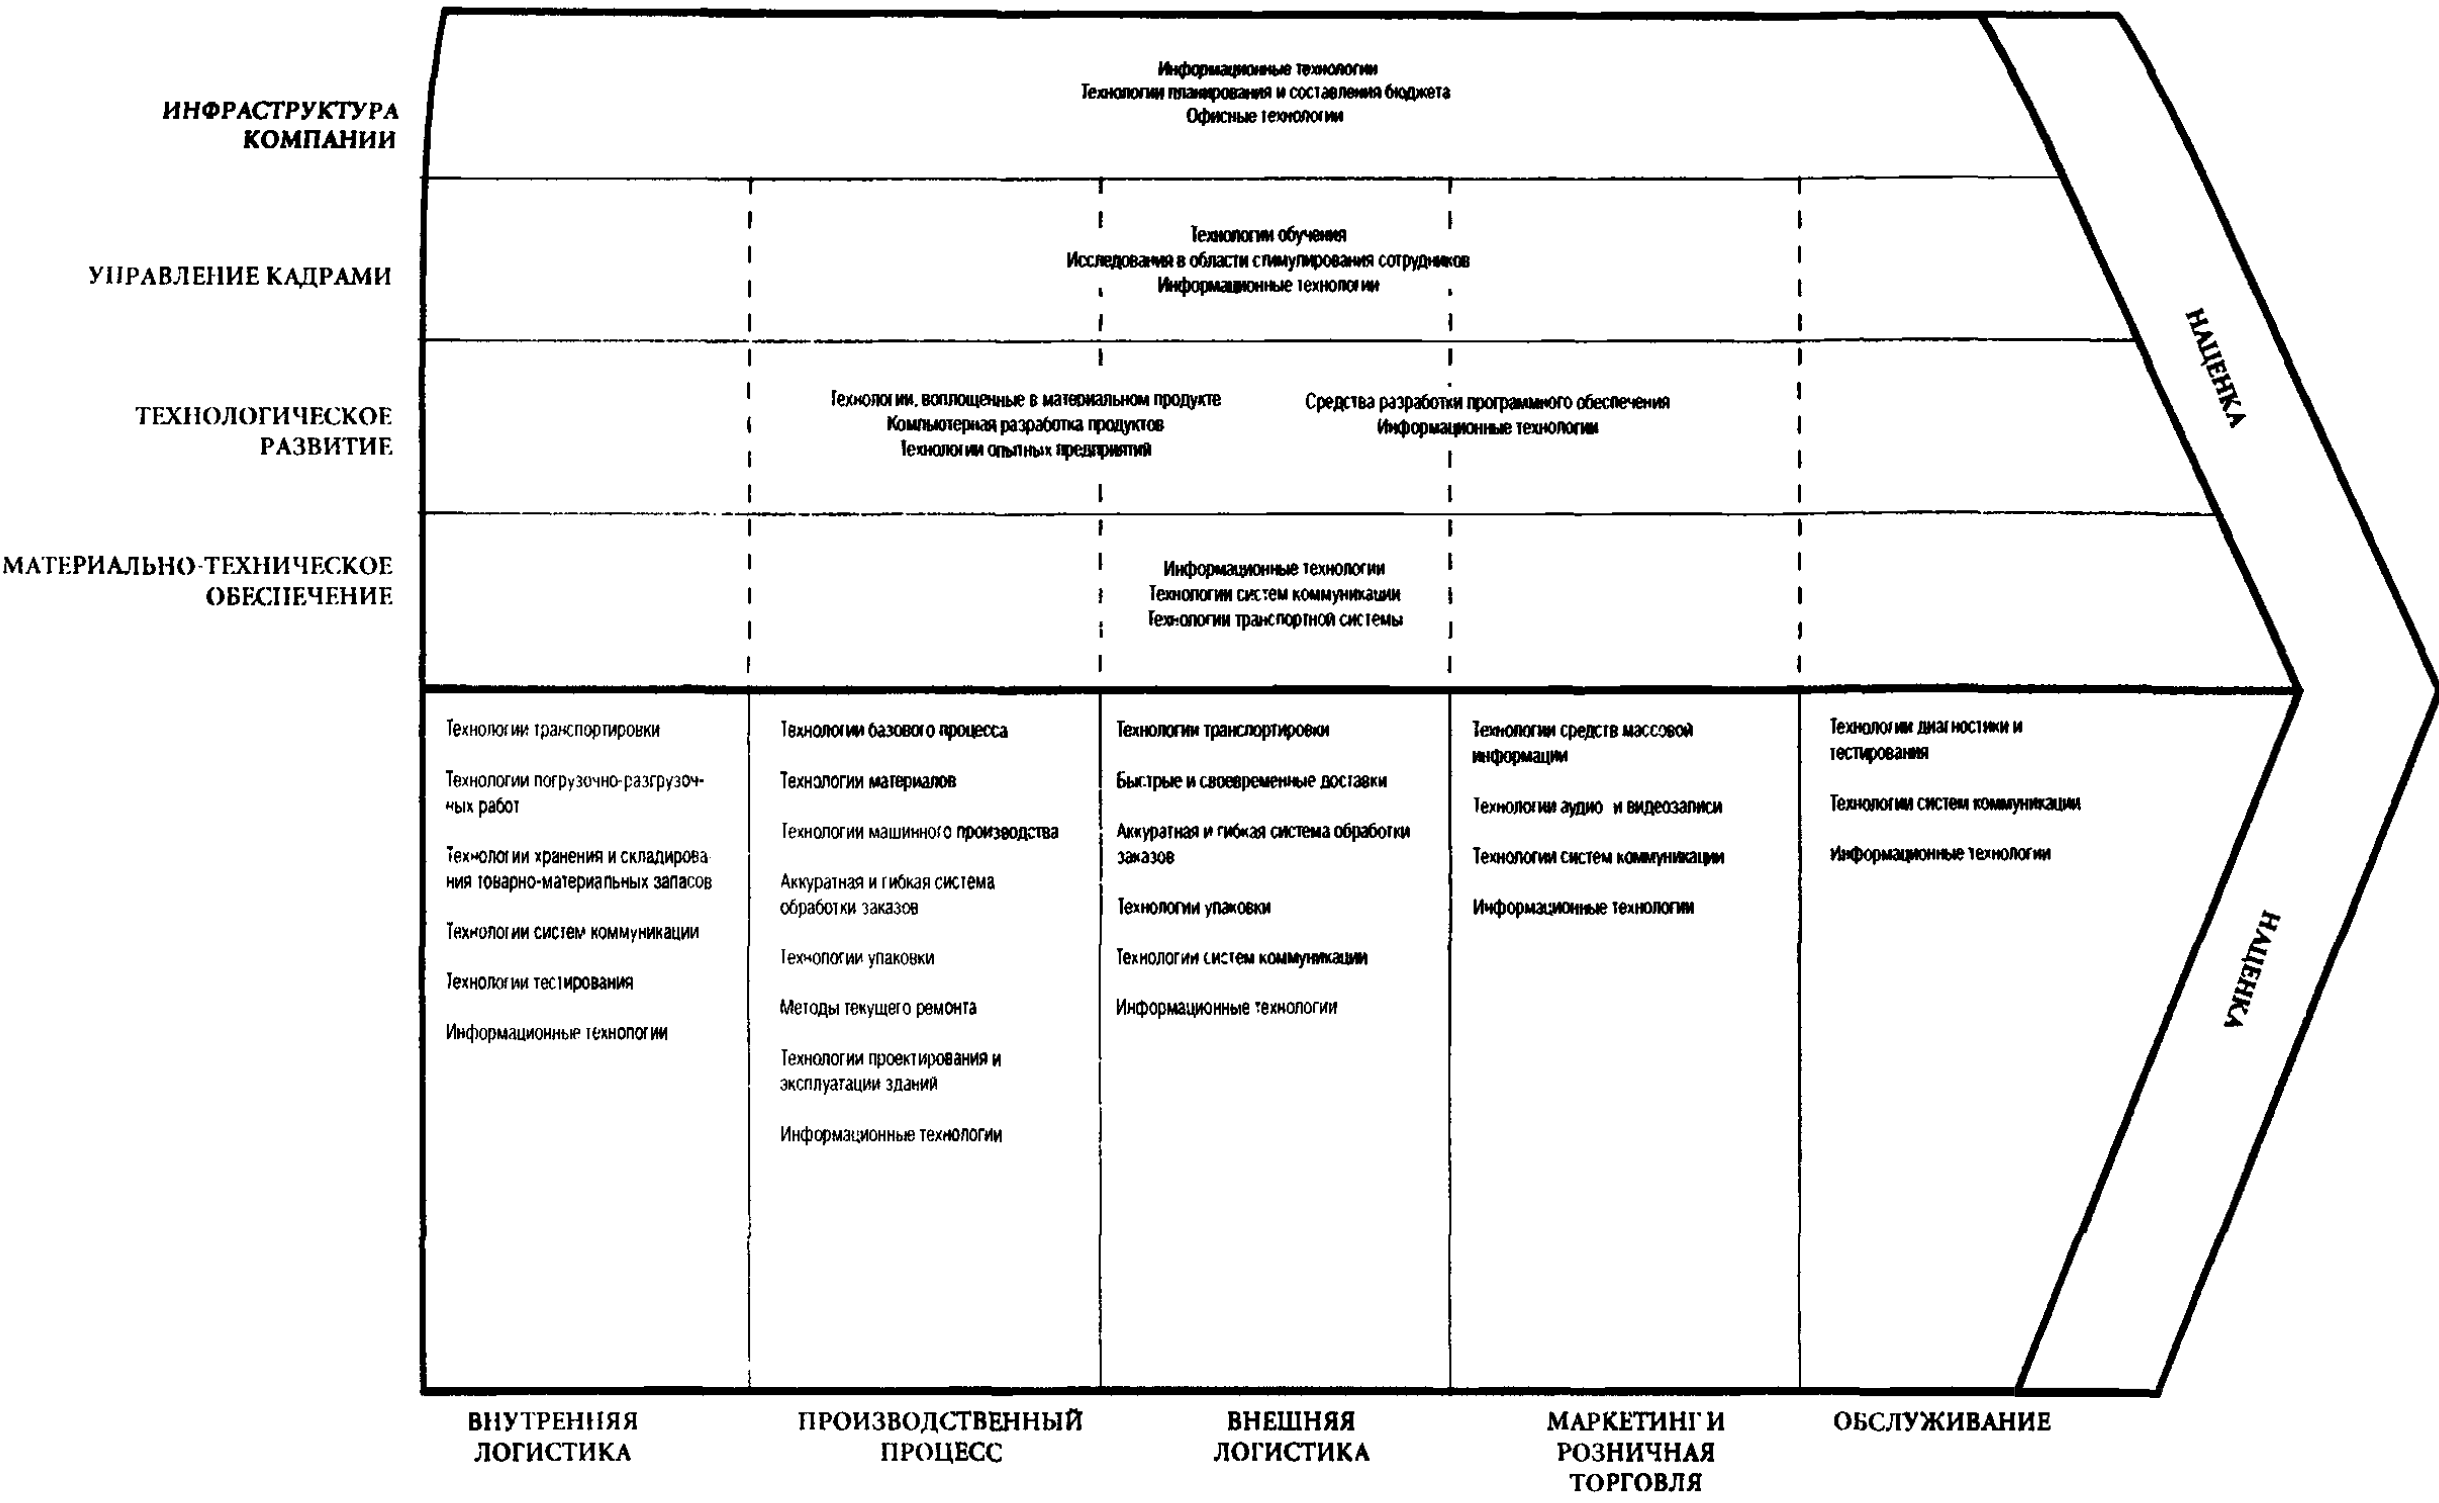 ИНФРАСТРУКТУРА
КОМПАНИИ
Информационные технологии
Технологии планирования и составления бюджета
Офисные технологии
УПРАВЛЕНИЕ КАДРАМИ
Технологии обучения
Исследования в области стимулирования сотрудников
Информационные технологии
ТЕХНОЛОГИЧЕСКОЕ
РАЗВИТИЕ
Технологии, воплощенные в материальном продукте
Компьютерная разработка продуктов
Технологии опытных предприятий
Средства разработки программного обеспечения
Информационные технологии
МАТЕРИАЛЬНО-ТЕХНИЧЕСКОЕ
ОБЕСПЕЧЕНИЕ
Информационные технологии
Технологии систем коммуникации
Технологии транспортной системы
НАЦЕНКА
Технологии транспортировки
Технологии погрузочно-разгрузоч-
ных работ
Технологии хранения и складирова
ния товарно-материальных запасов
Технологии систем коммуникации
Технологии тестирования
Информационные технологии
Технологии базового процесса
Технологии материалов
Технологии машинного производства
Аккуратная и гибкая система
обработки заказов
Технологии упаковки
Методы текущего ремонта
Технологии проектирования и
эксплуатации зданий
Информационные технологии
Технологии транспортировки
Быстрые и своевременные доставки
Аккуратная и гибкая система обработки
заказов
Технологии упаковки
Технологии систем коммуникации
Информационные технологии
Технологии средств массовой
информации
Технологии аудио и видеозаписи
Технологии систем коммуникации
Информационные технологии
Технологии диагностики и
тестирования
Технологии систем коммуникации
Информационные технологии
НАЦЕНКА
ВНУТРЕННЯЯ
ЛОГИСТИКА
ПРОИЗВОДСТВЕННЫЙ
ПРОЦЕСС
ВНЕШНЯЯ
ЛОГИСТИКА
МАРКЕТИНГ И
РОЗНИЧНАЯ
ТОРГОВЛЯ
ОБСЛУЖИВАНИЕ